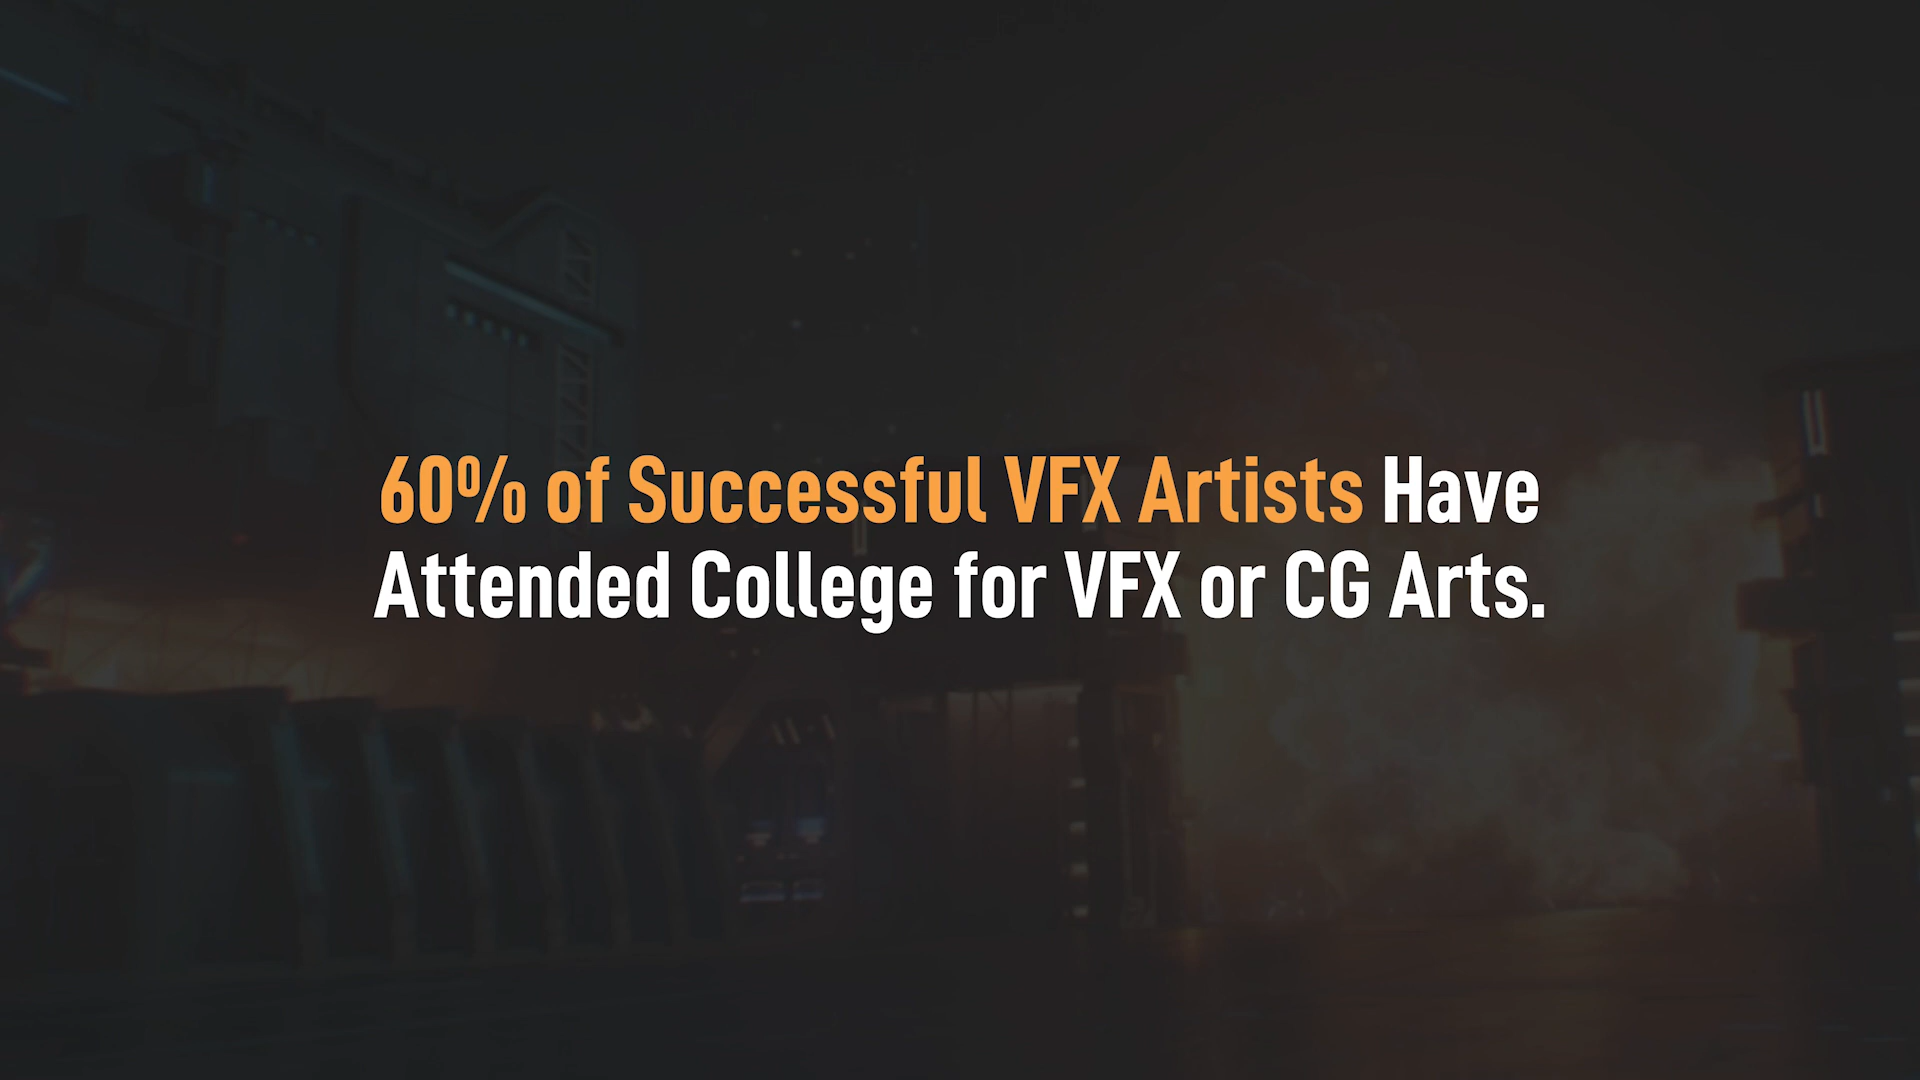 60% of Successful VFX Artists Have
Attended College for VFX or CG Arts.